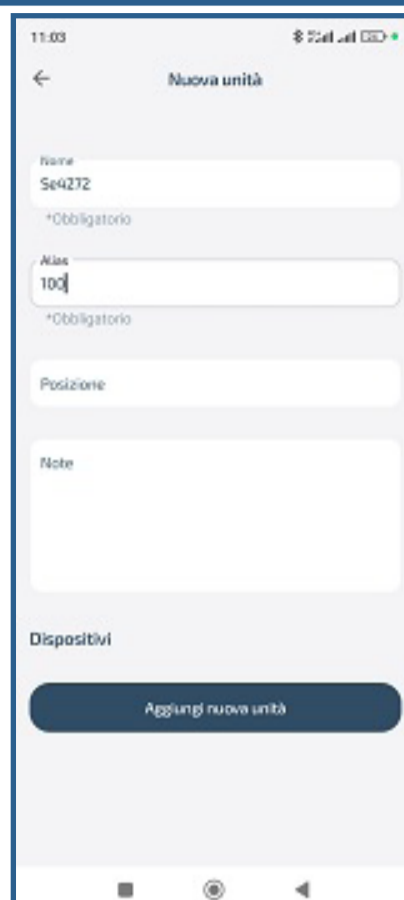 11:03
Nuova unità
Nome
Se4272
*Obbligatorio
Alias
100
*Obbligatorio
Posizione
Note
Dispositivi
Aggiungi nuova unità